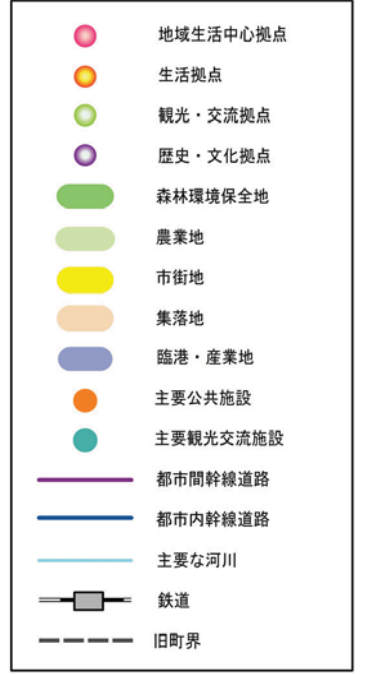 地域生活中心拠点
生活拠点
観光・交流拠点
歴史・文化拠点
森林環境保全地
農業地
市街地
集落地
臨港・産業地
主要公共施設
主要観光交流施設
都市間幹線道路
都市内幹線道路
主要な河川
鉄道
旧町界